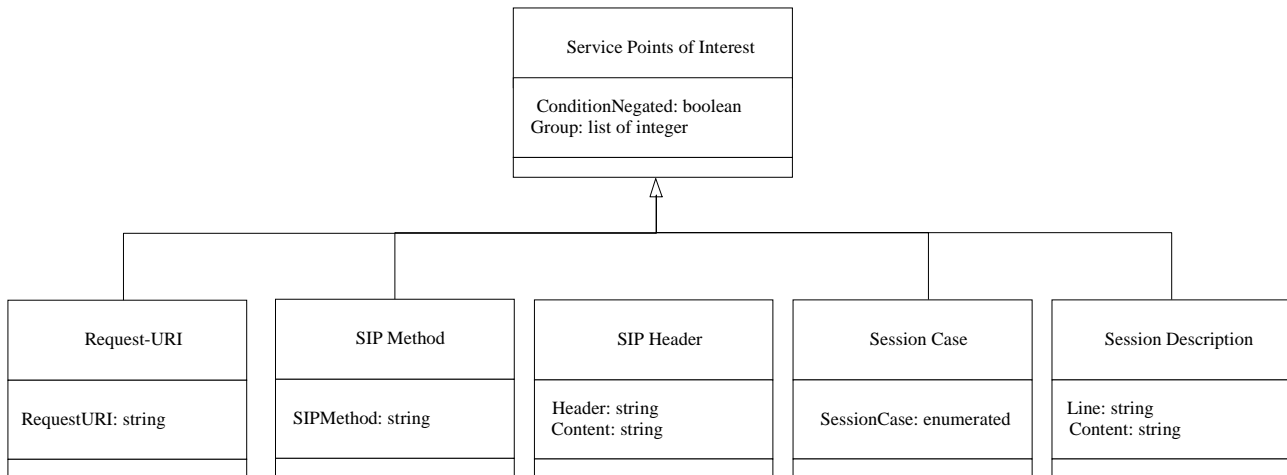 Service Points of Interest
ConditionNegated: boolean
Group: list of integer
Request-URI
RequestURI: string
SIP Method
SIPMethod: string
SIP Header
Header: string
Content: string
Session Case
SessionCase: enumerated
Session Description
Line: string
Content: string